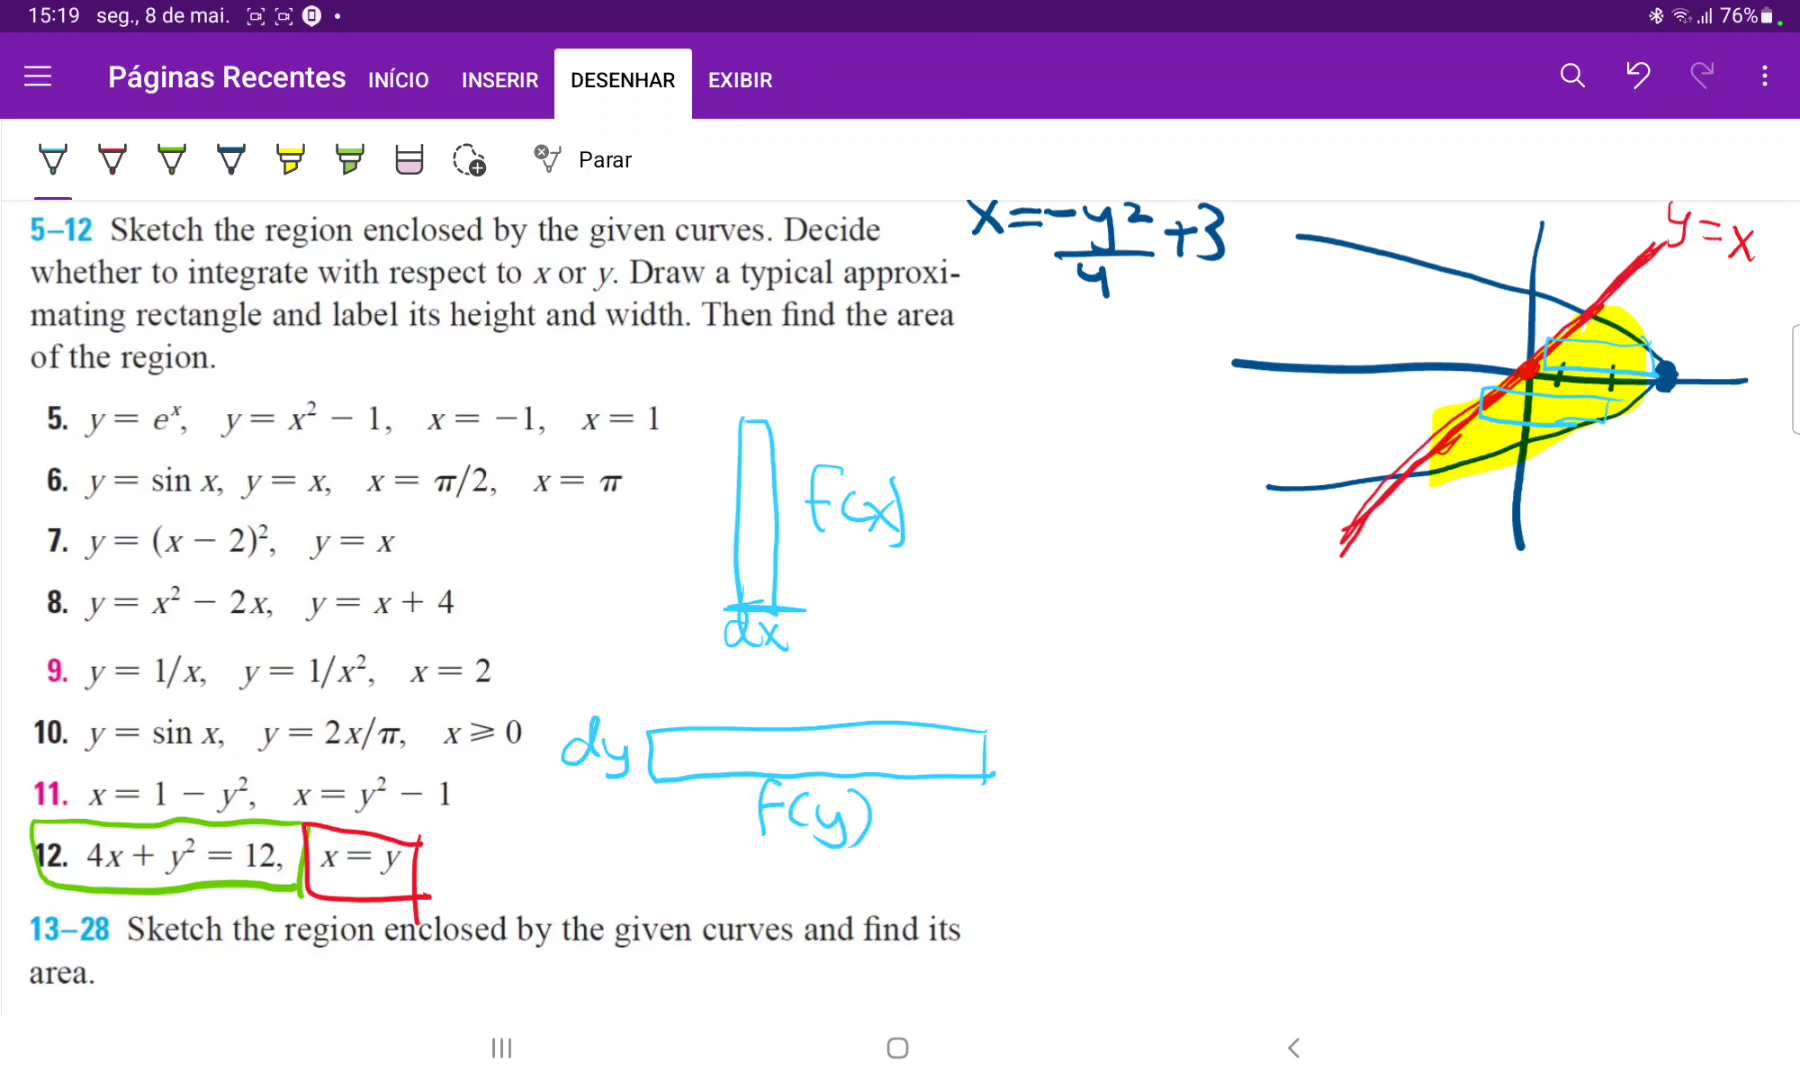 15:19 seg., 8 de mai.
76%
Páginas Recentes INÍCIO INSERIR DESENHAR EXIBIR
Parar
5–12 Sketch the region enclosed by the given curves. Decide
whether to integrate with respect to x or y. Draw a typical approxi-
mating rectangle and label its height and width. Then find the area
of the region.
5. y = eˣ, y = x² − 1, x = −1, x = 1
6. y = sin x, y = x, x = π/2, x = π
7. y = (x − 2)², y = x
8. y = x² − 2x, y = x + 4
9. y = 1/x, y = 1/x², x = 2
10. y = sin x, y = 2x/π, x ⩾ 0
11. x = 1 − y², x = y² − 1
12. 4x + y² = 12, x = y
13–28 Sketch the region enclosed by the given curves and find its
area.
x = −y²/4 + 3
y = x
f(x)
dx
dy
f(y)